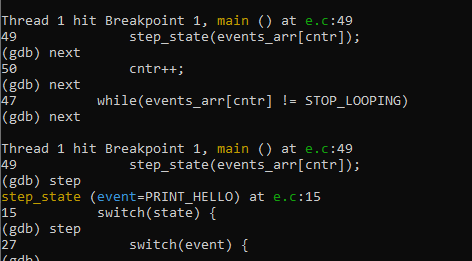 Thread 1 hit Breakpoint 1, main () at e.c:49
49 step_state(events_arr[cntr]);
(gdb) next
50 cntr++;
(gdb) next
47 while(events_arr[cntr] != STOP_LOOPING)
(gdb) next
Thread 1 hit Breakpoint 1, main () at e.c:49
49 step_state(events_arr[cntr]);
(gdb) step
step_state (event=PRINT_HELLO) at e.c:15
15 switch(state) {
(gdb) step
27 switch(event) {
(gdb)